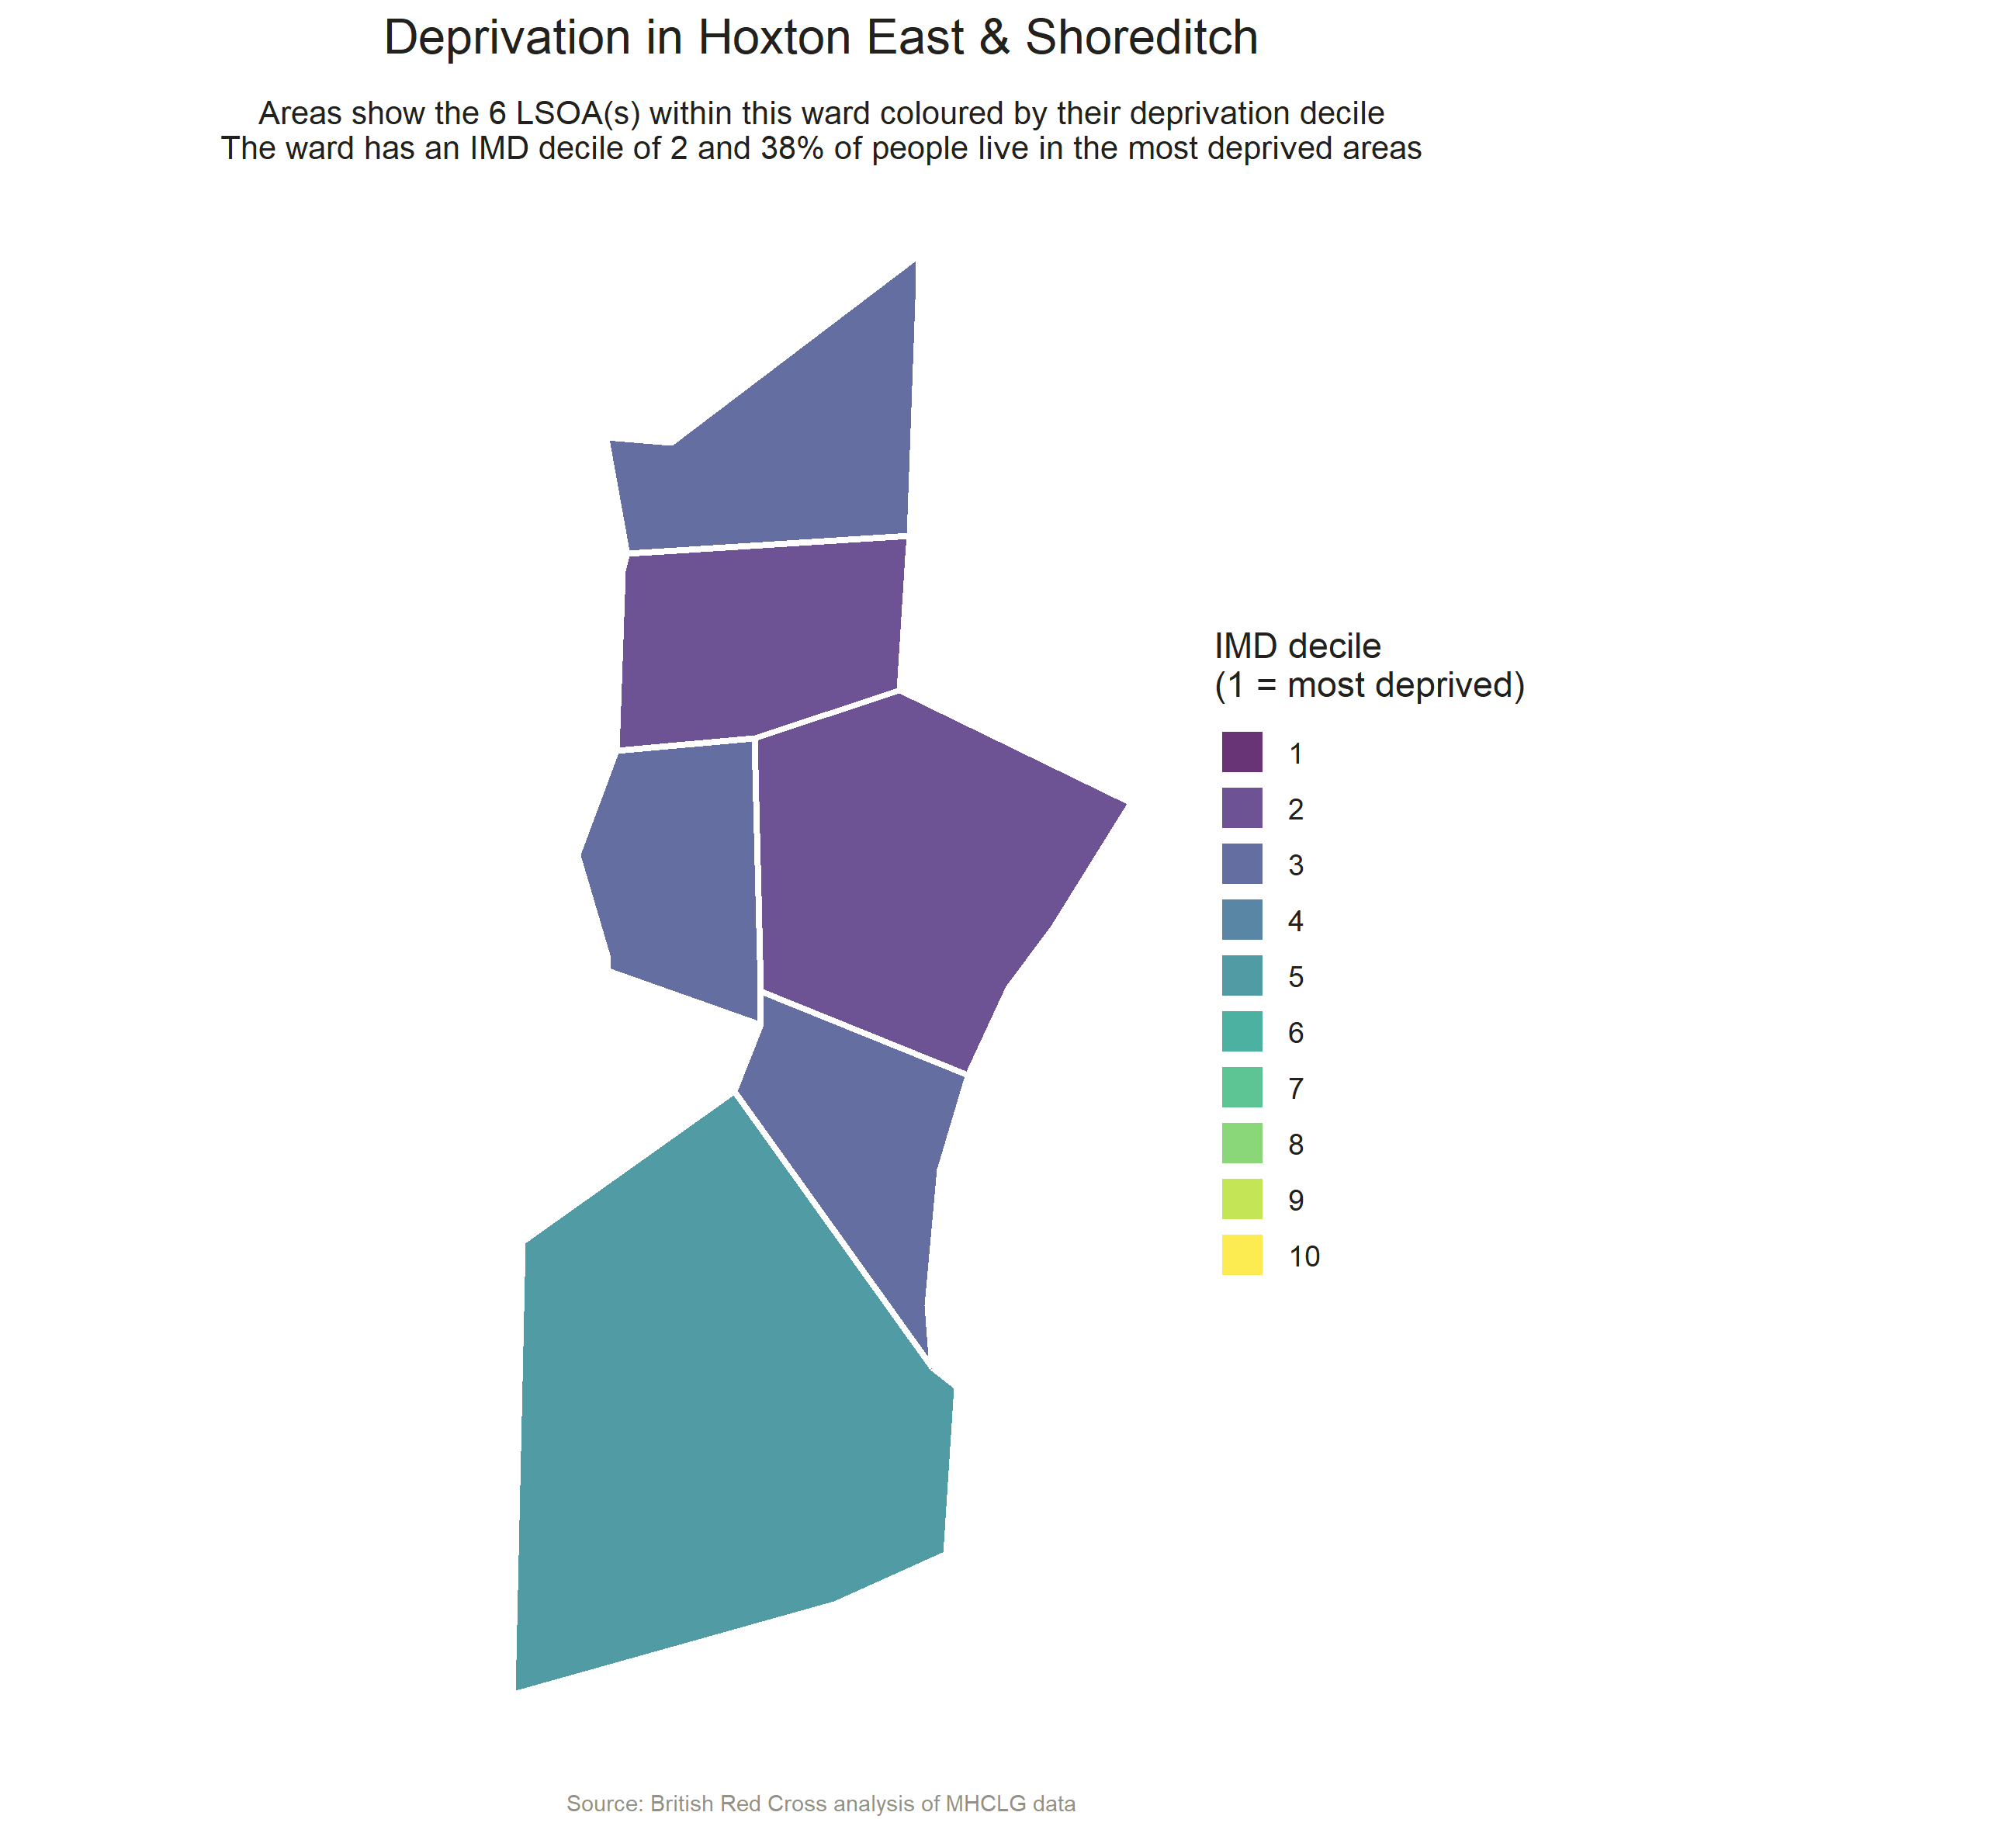 Deprivation in Hoxton East & Shoreditch
Areas show the 6 LSOA(s) within this ward coloured by their deprivation decile
The ward has an IMD decile of 2 and 38% of people live in the most deprived areas
IMD decile
(1 = most deprived)
1
2
3
4
5
6
7
8
9
10
Source: British Red Cross analysis of MHCLG data